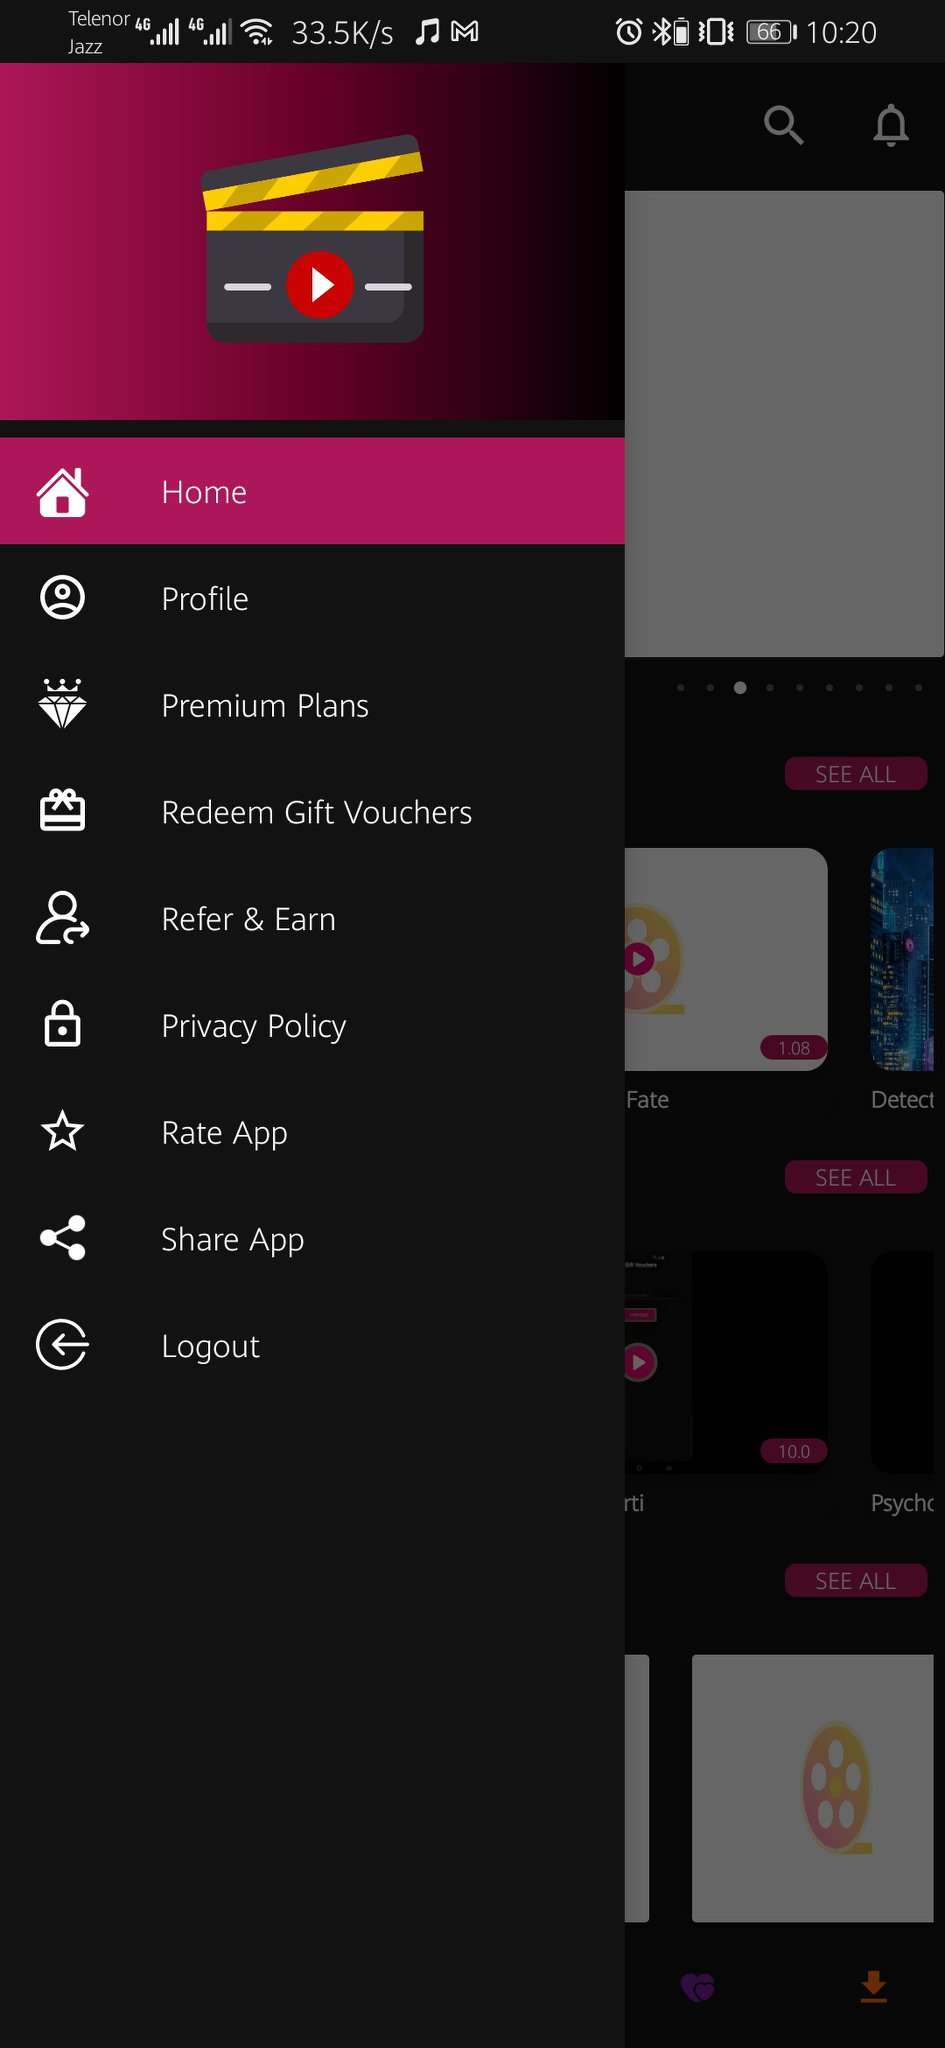 Telenor 4G 4G 33.5K/s 66 10:20
Jazz
Home
Profile
Premium Plans
Redeem Gift Vouchers
Refer & Earn
Privacy Policy
Rate App
Share App
Logout
SEE ALL
1.08
Fate Detect
SEE ALL
Gift Vouchers
10.0
rti Psycho
SEE ALL